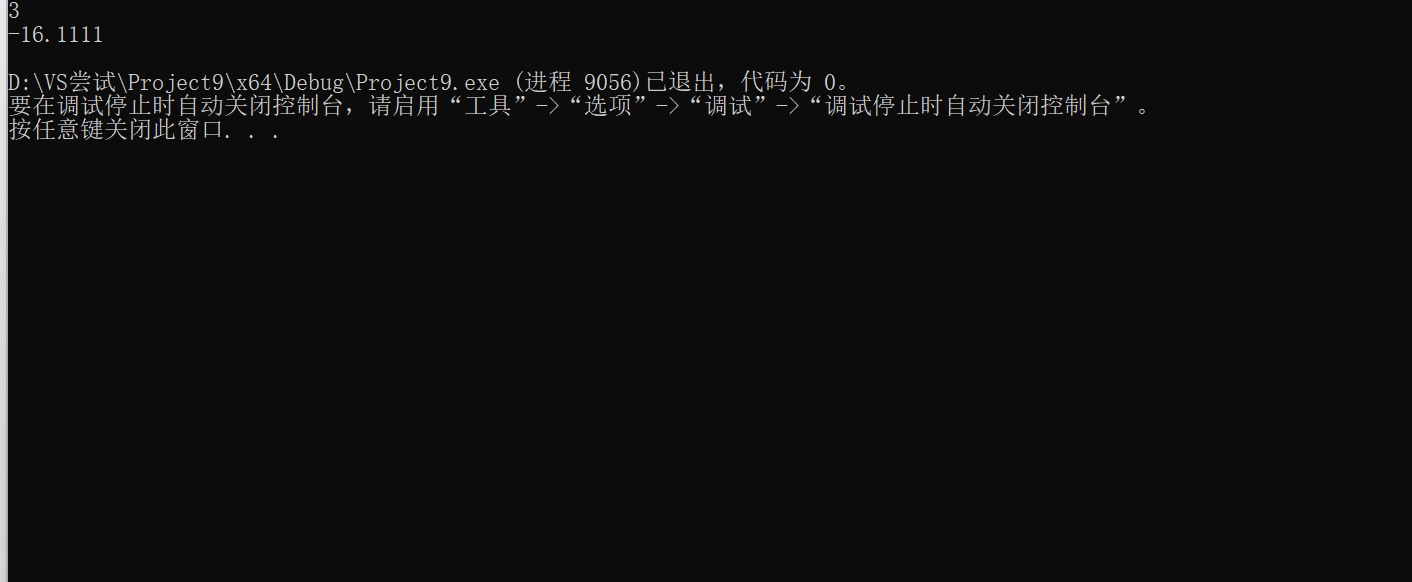 3
-16.1111
D:\VS尝试\Project9\x64\Debug\Project9.exe (进程 9056)已退出，代码为 0。
要在调试停止时自动关闭控制台，请启用“工具”->“选项”->“调试”->“调试停止时自动关闭控制台”。
按任意键关闭此窗口. . .